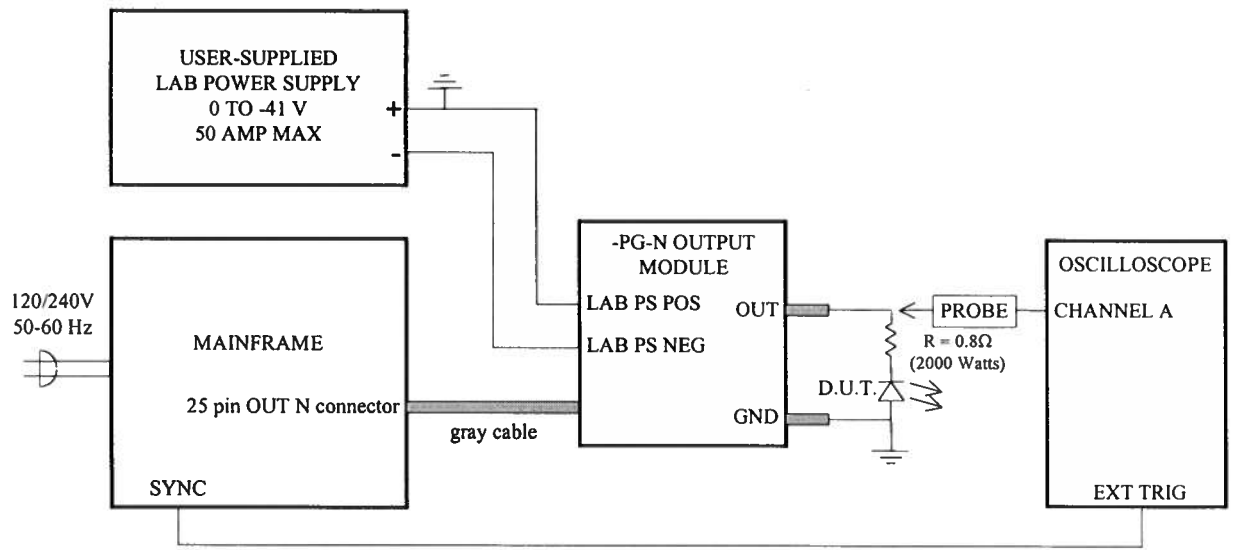 USER-SUPPLIED
LAB POWER SUPPLY
0 TO -41 V
50 AMP MAX
+
-
120/240V
50-60 Hz
MAINFRAME
25 pin OUT N connector
SYNC
gray cable
-PG-N OUTPUT
MODULE
LAB PS POS
LAB PS NEG
OUT
GND
PROBE
R = 0.8Ω
(2000 Watts)
D.U.T.
OSCILLOSCOPE
CHANNEL A
EXT TRIG